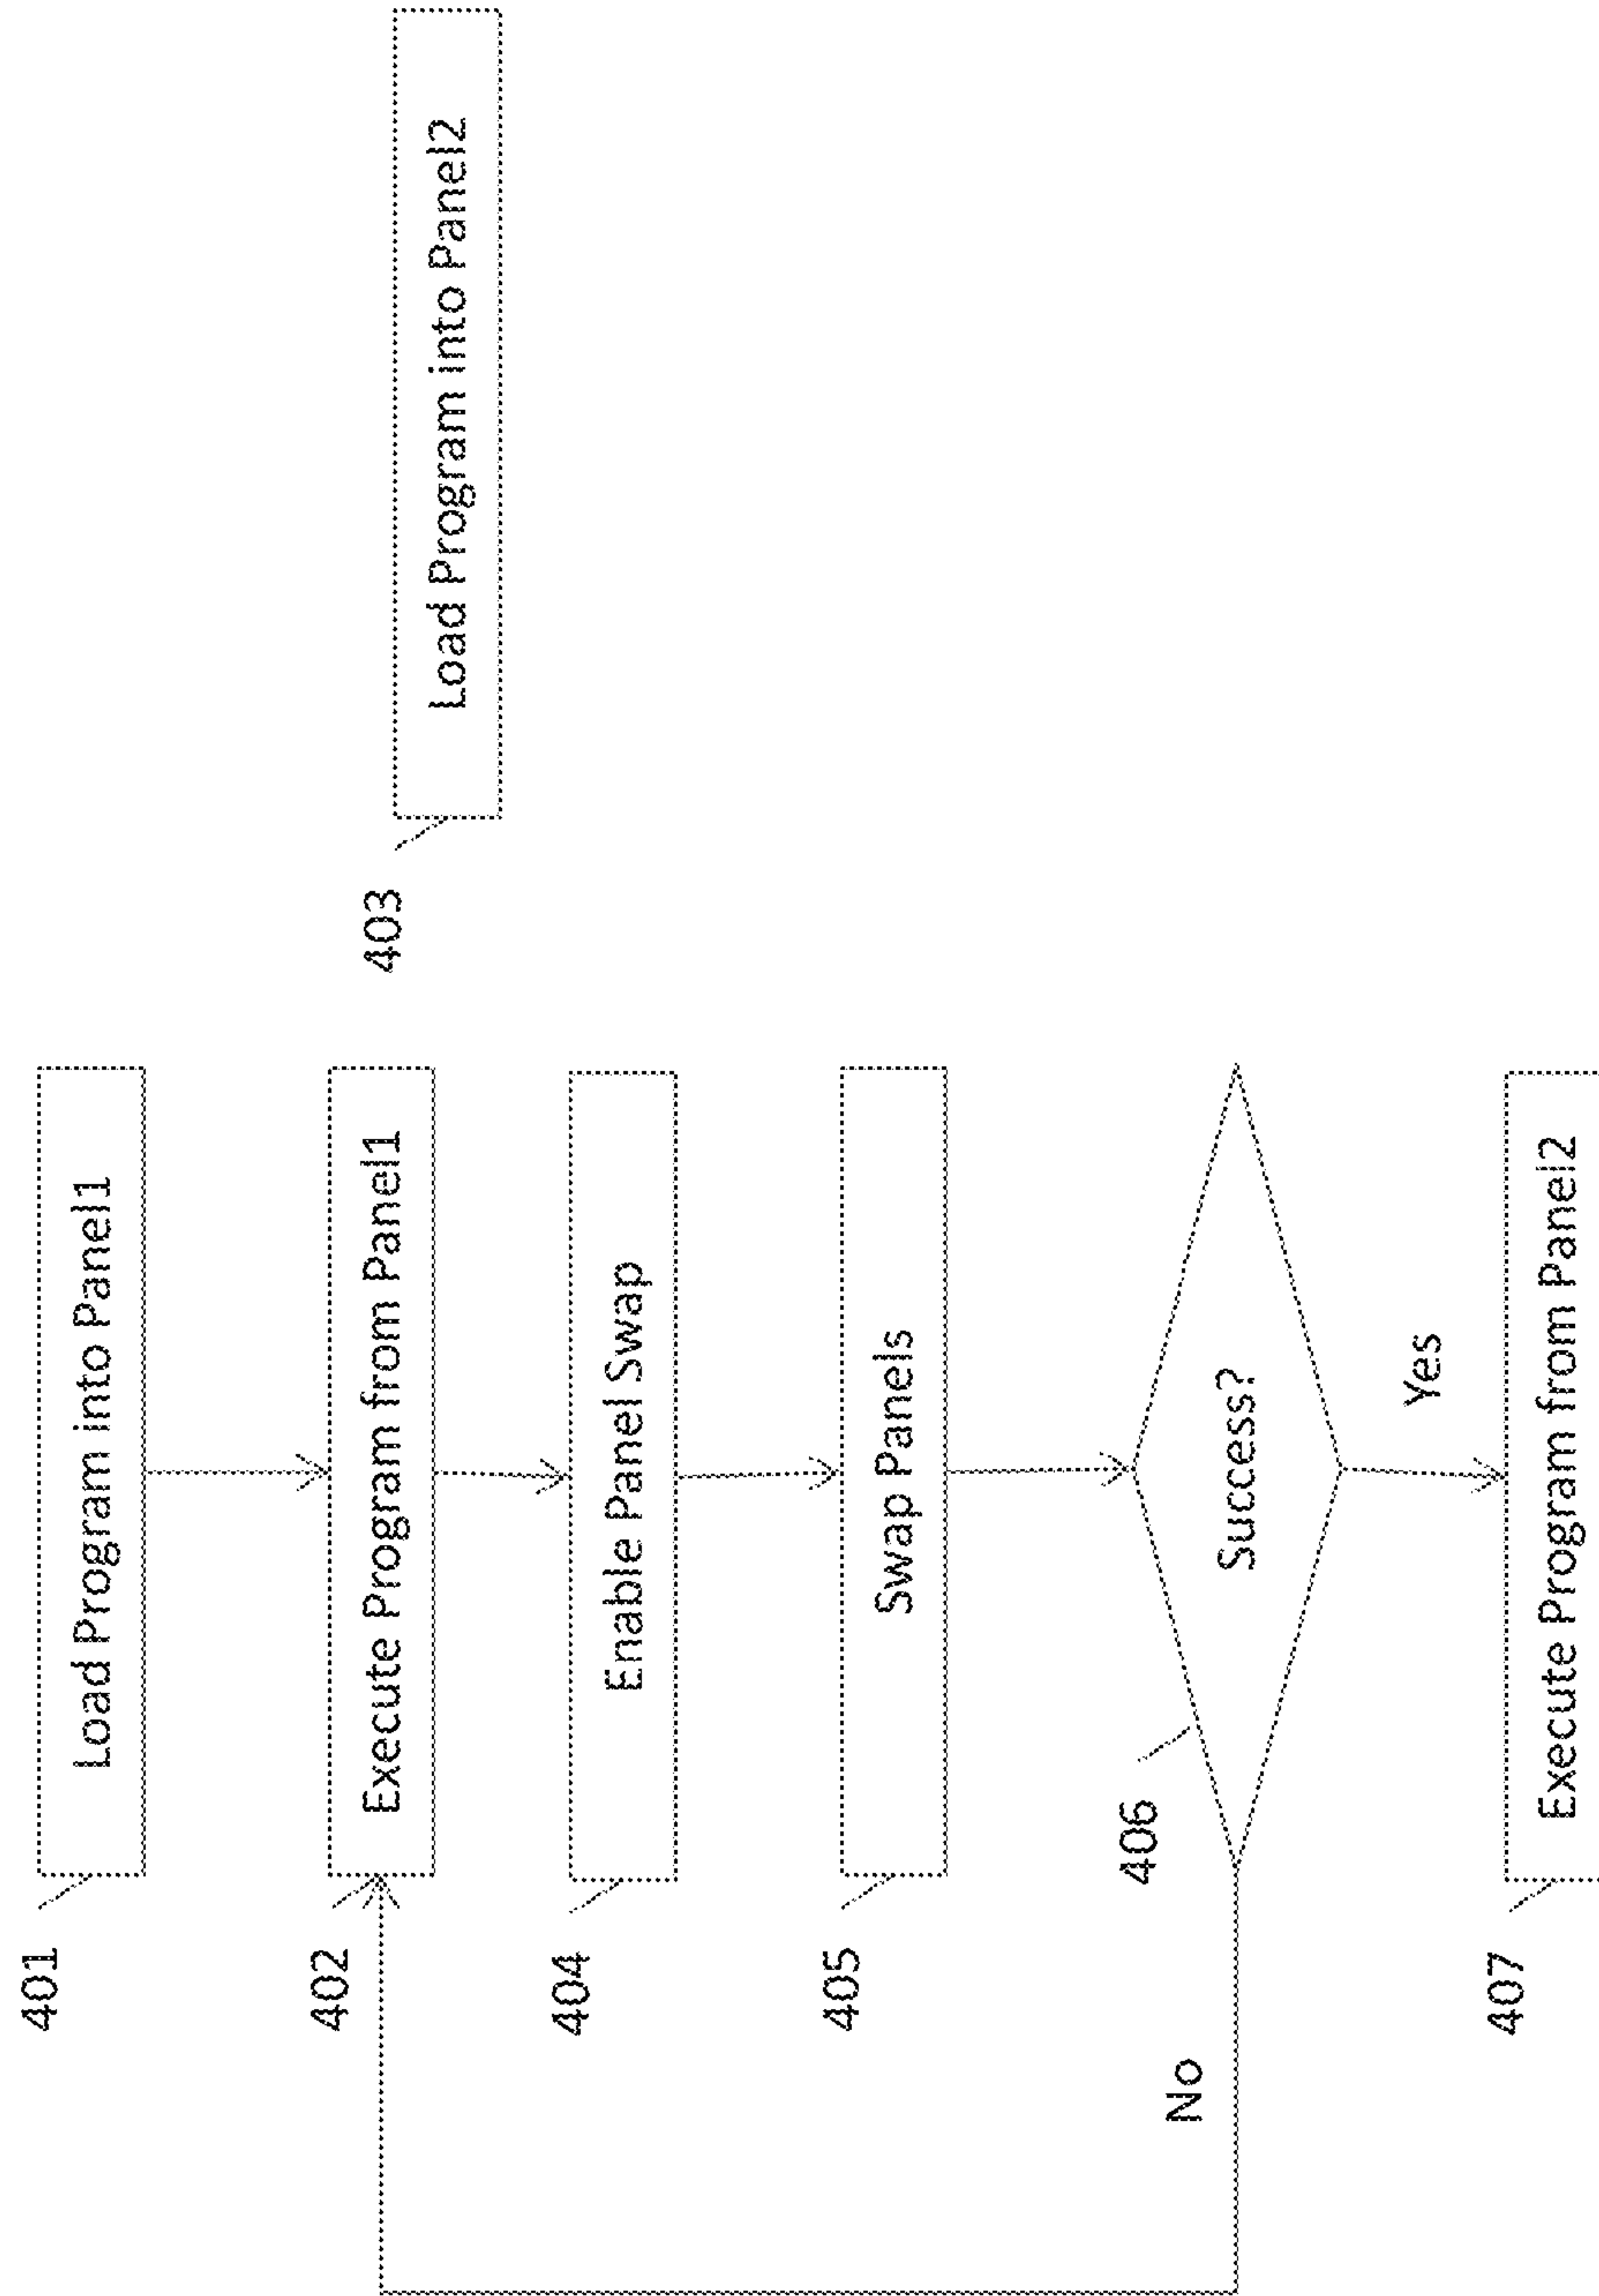 401
Load Program into Panel1
402
Execute Program from Panel1
403
Load Program into Panel2
404
Enable Panel Swap
405
Swap Panels
406
Success?
No
Yes
407
Execute Program from Panel2